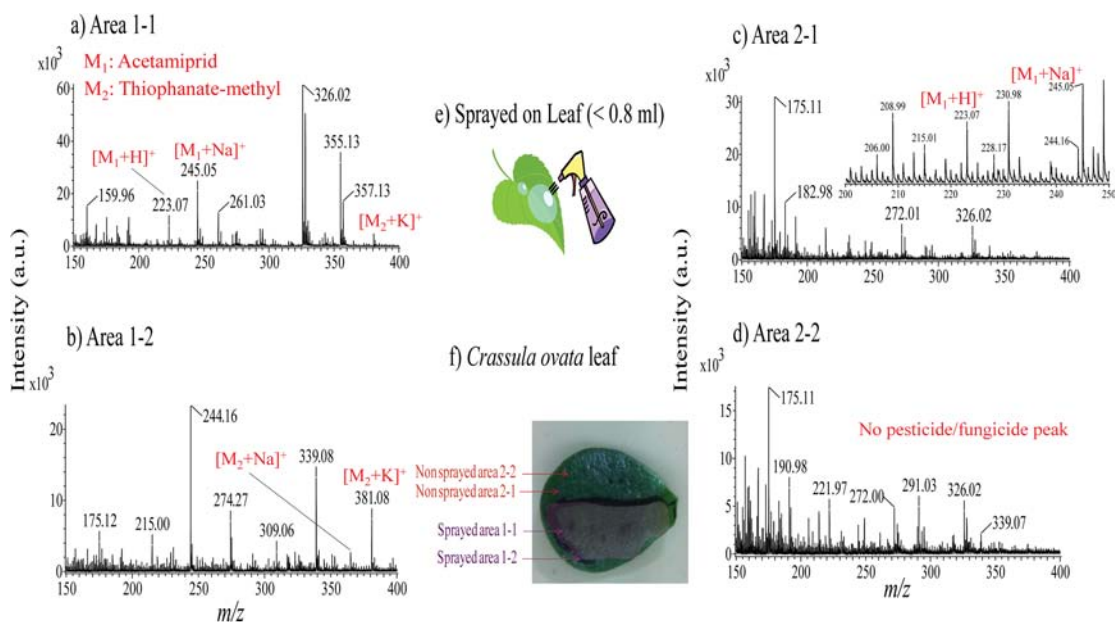 a) Area 1-1
x10³
M₁: Acetamiprid
M₂: Thiophanate-methyl
[M₁+H]⁺
[M₁+Na]⁺
[M₂+K]⁺
326.02
355.13
357.13
245.05
223.07
261.03
159.96
60
40
20
0
150 200 250 300 350 400
Intensity (a.u.)
b) Area 1-2
x10³
244.16
[M₂+Na]⁺
339.08
[M₂+K]⁺
381.08
274.27
175.12
215.00
309.06
20
10
0
150 200 250 300 350 400
m/z
e) Sprayed on Leaf (< 0.8 ml)
f) Crassula ovata leaf
Non sprayed area 2-2
Non sprayed area 2-1
Sprayed area 1-1
Sprayed area 1-2
c) Area 2-1
x10³
[M₁+Na]⁺
[M₁+H]⁺
245.05
230.98
223.07
208.99
215.01
206.00
228.17
244.16
200 210 220 230 240 250
175.11
182.98
272.01
326.02
30
20
10
0
150 200 250 300 350 400
Intensity (a.u.)
d) Area 2-2
x10³
175.11
No pesticide/fungicide peak
190.98
221.97
272.00
291.03
326.02
339.07
15
10
5
0
150 200 250 300 350 400
m/z